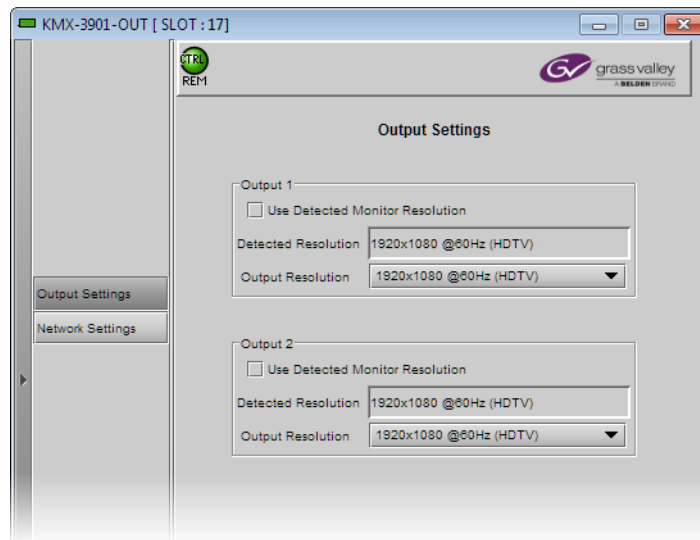 KMX-3901-OUT [ SLOT : 17]
CTRL
REM
grass valley
A BELDEN BRAND
Output Settings
Output 1
Use Detected Monitor Resolution
Detected Resolution 1920x1080 @60Hz (HDTV)
Output Resolution 1920x1080 @60Hz (HDTV)
Output Settings
Network Settings
Output 2
Use Detected Monitor Resolution
Detected Resolution 1920x1080 @60Hz (HDTV)
Output Resolution 1920x1080 @60Hz (HDTV)